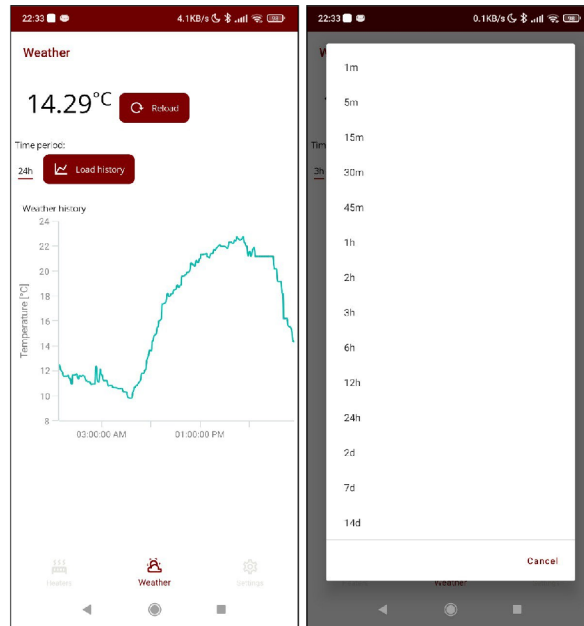 22:33 4.1KB/s
Weather
14.29°C
Reload
Time period:
24h Load history
Weather history
24
22
20
18
16
14
12
10
8
Temperature [°C]
03:00:00 AM 01:00:00 PM
Heaters Weather Settings
22:33 0.1KB/s
3h
1m
5m
15m
30m
45m
1h
2h
3h
6h
12h
24h
2d
7d
14d
Cancel
Weather